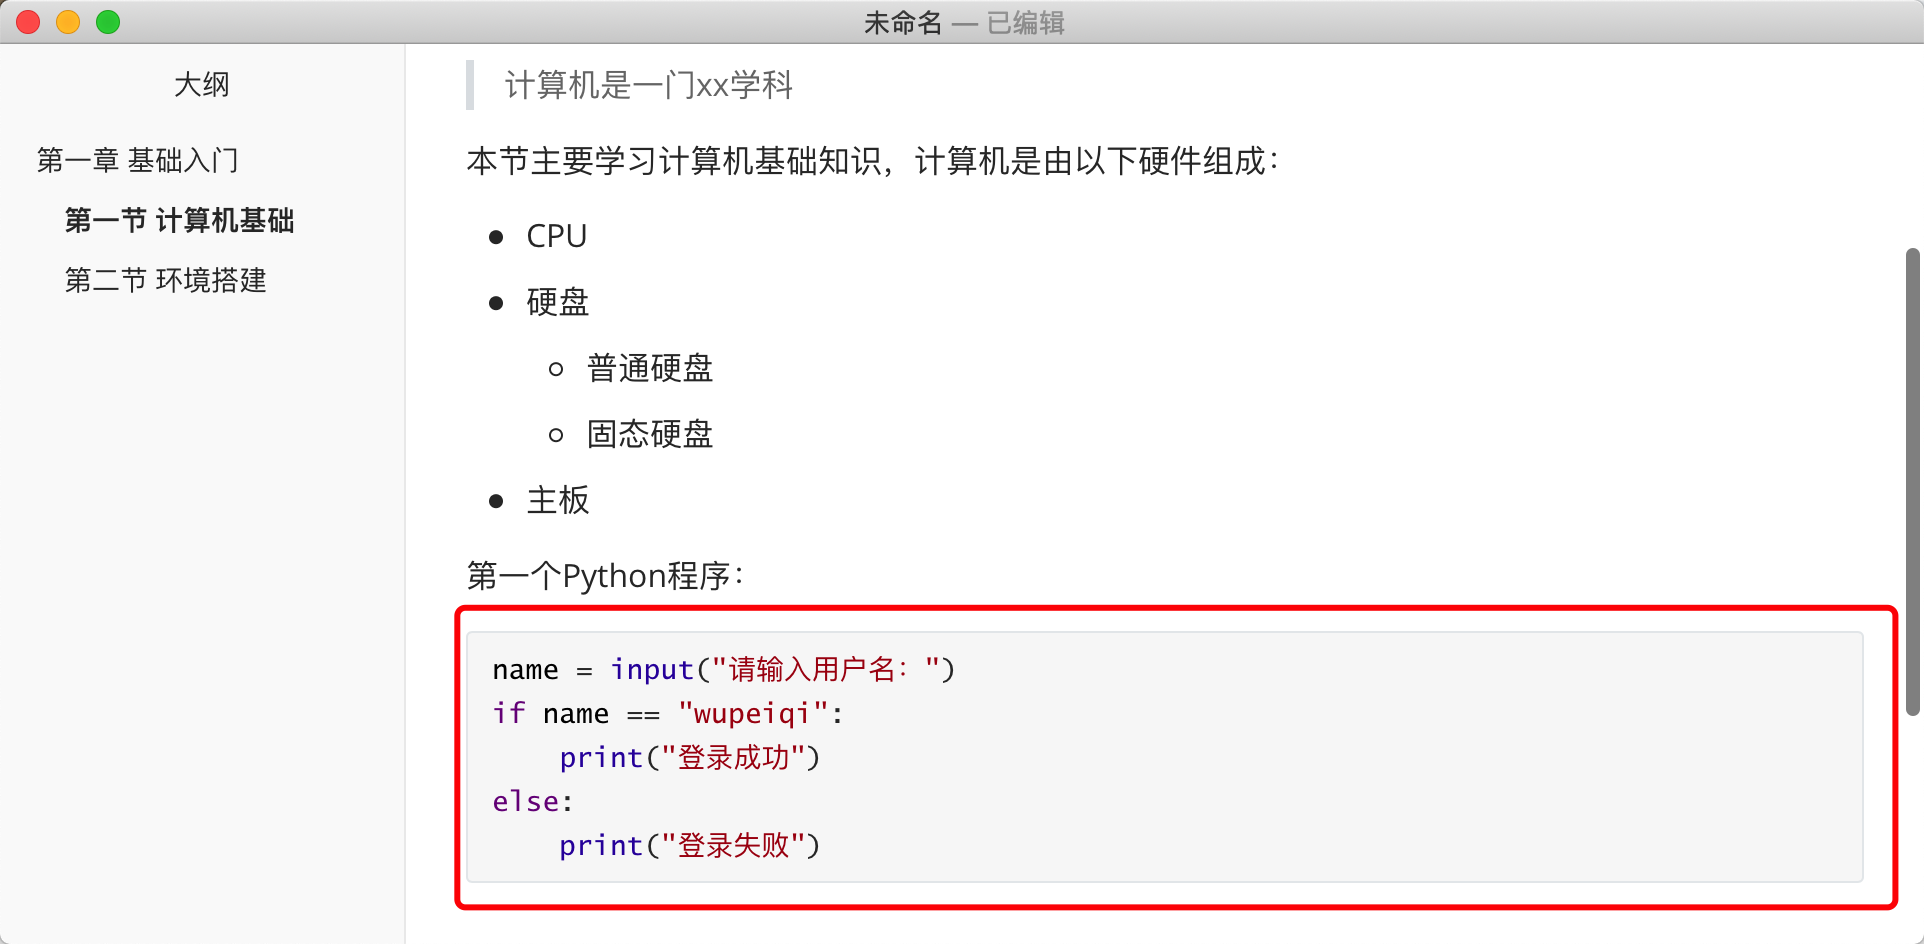 未命名 — 已编辑
大纲
第一章 基础入门
第一节 计算机基础
第二节 环境搭建
计算机是一门xx学科
本节主要学习计算机基础知识，计算机是由以下硬件组成：
CPU
硬盘
普通硬盘
固态硬盘
主板
第一个Python程序：
name = input("请输入用户名：")
if name == "wupeiqi":
    print("登录成功")
else:
    print("登录失败")